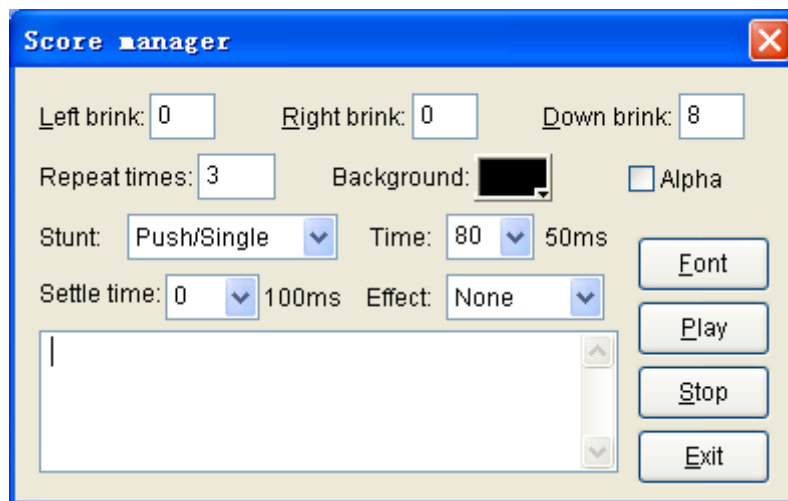 Score manager
Left brink: 0 Right brink: 0 Down brink: 8
Repeat times: 3 Background: Alpha
Stunt: Push/Single Time: 80 50ms
Font
Settle time: 0 100ms Effect: None
Play
Stop
Exit